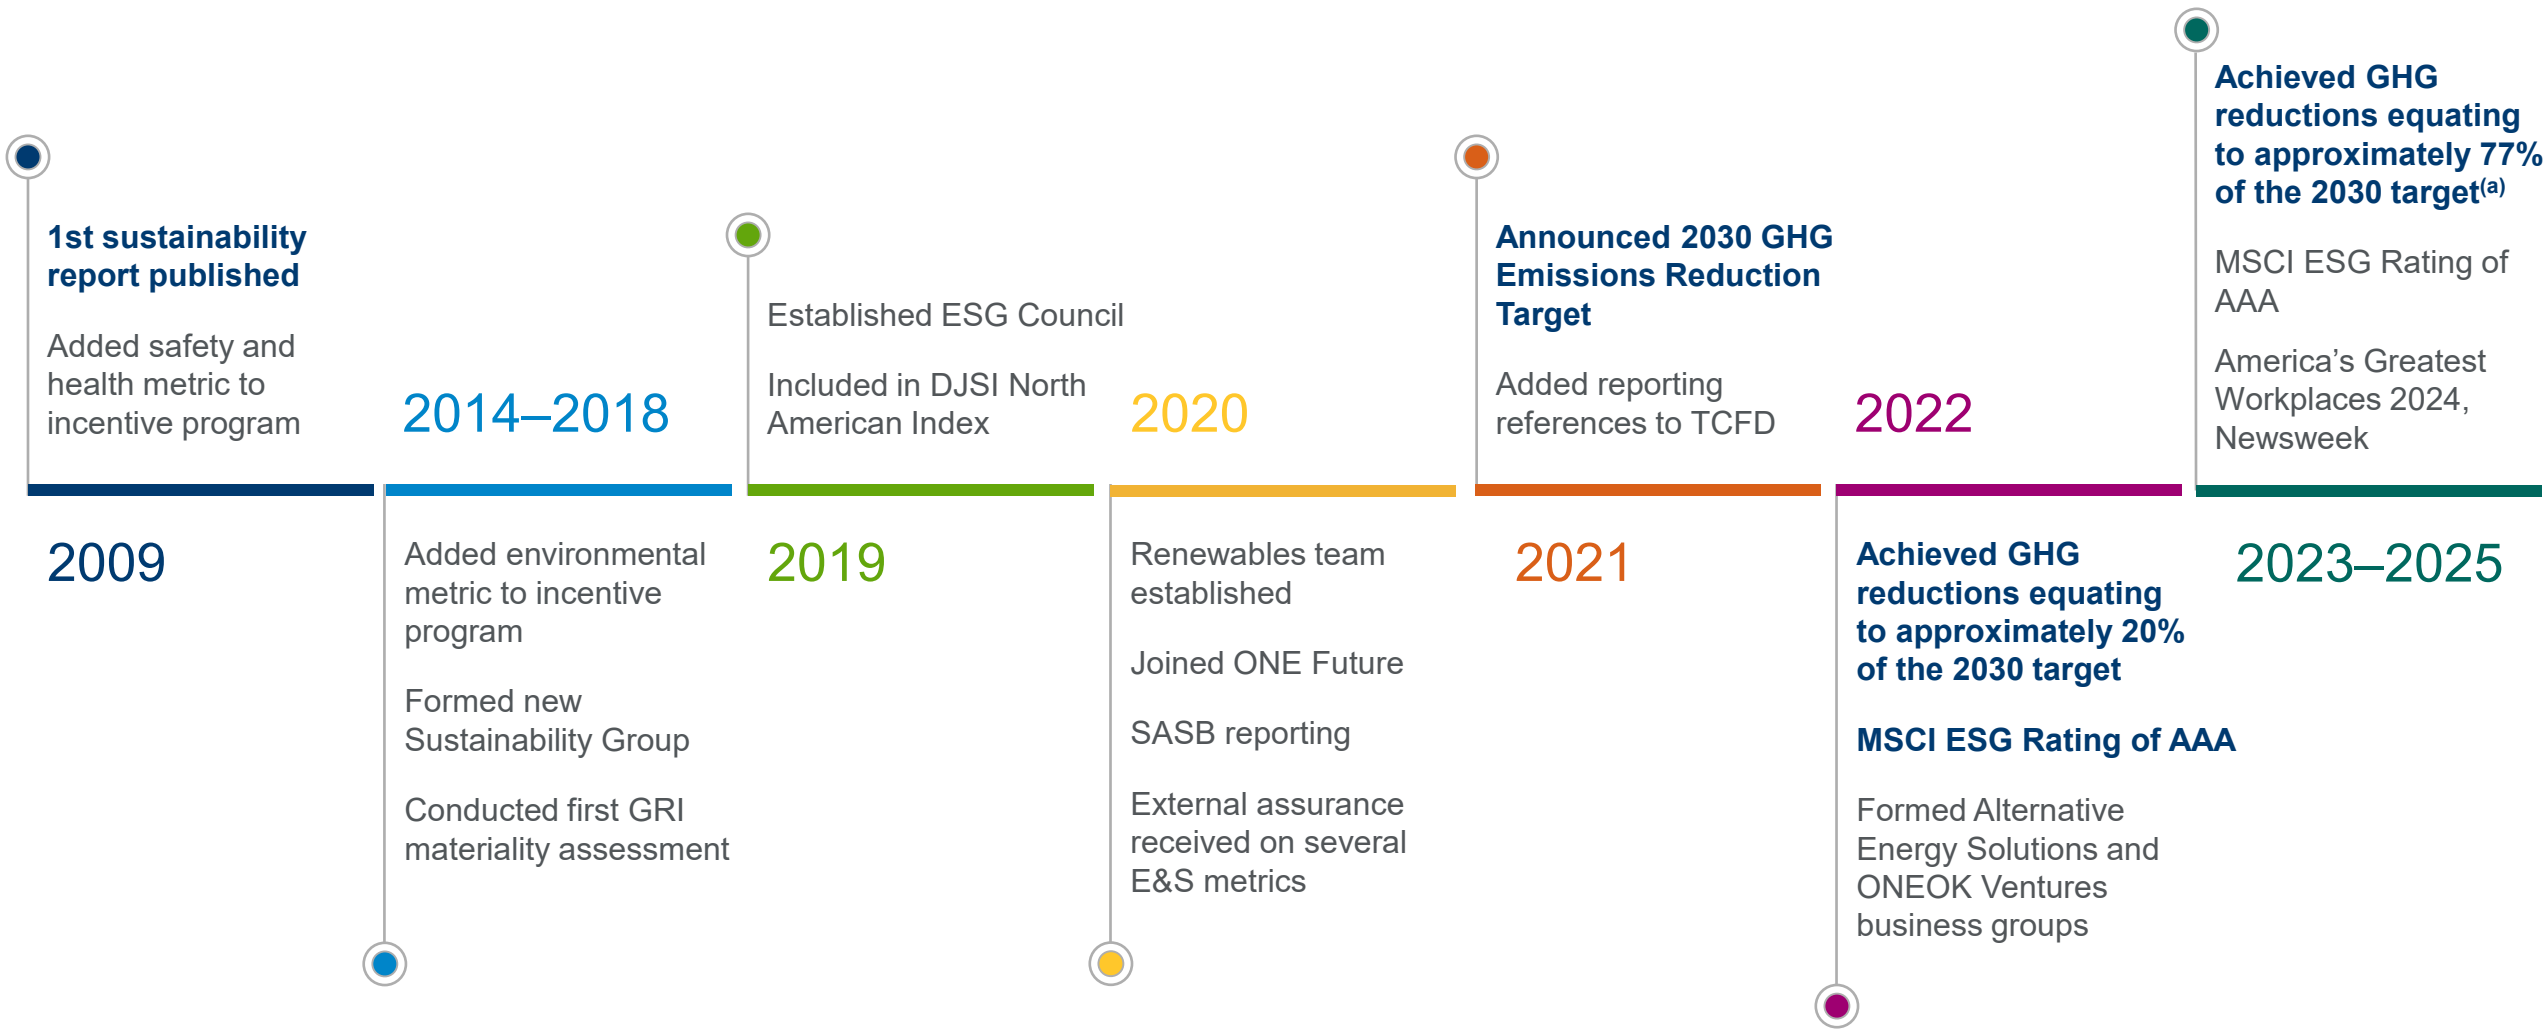 1st sustainability
report published
Added safety and
health metric to
incentive program
2009
2014–2018
Added environmental
metric to incentive
program
Formed new
Sustainability Group
Conducted first GRI
materiality assessment
Established ESG Council
Included in DJSI North
American Index
2019
2020
Renewables team
established
Joined ONE Future
SASB reporting
External assurance
received on several
E&S metrics
Announced 2030 GHG
Emissions Reduction
Target
Added reporting
references to TCFD
2021
2022
Achieved GHG
reductions equating
to approximately 20%
of the 2030 target
MSCI ESG Rating of AAA
Formed Alternative
Energy Solutions and
ONEOK Ventures
business groups
Achieved GHG
reductions equating
to approximately 77%
of the 2030 target(a)
MSCI ESG Rating of
AAA
America’s Greatest
Workplaces 2024,
Newsweek
2023–2025